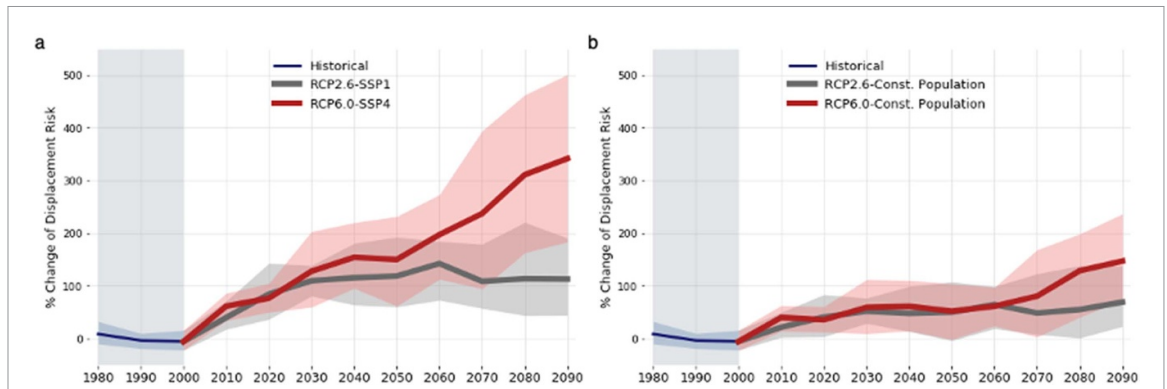 a
Historical
RCP2.6-SSP1
RCP6.0-SSP4
% Change of Displacement Risk
500
400
300
200
100
0
1980 1990 2000 2010 2020 2030 2040 2050 2060 2070 2080 2090
b
Historical
RCP2.6-Const. Population
RCP6.0-Const. Population
% Change of Displacement Risk
500
400
300
200
100
0
1980 1990 2000 2010 2020 2030 2040 2050 2060 2070 2080 2090